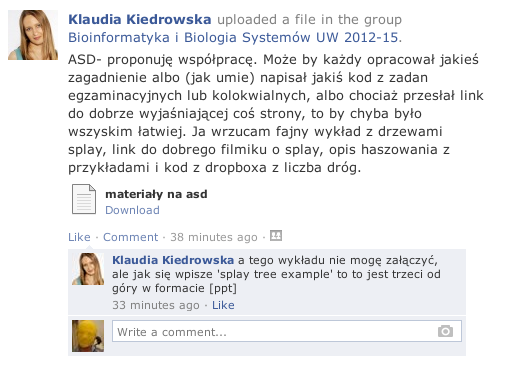 Klaudia Kiedrowska uploaded a file in the group
Bioinformatyka i Biologia Systemów UW 2012-15.
ASD- proponuję współpracę. Może by każdy opracował jakieś
zagadnienie albo (jak umie) napisał jakiś kod z zadan
egzaminacyjnych lub kolokwialnych, albo chociaż przesłał link
do dobrze wyjaśniającej coś strony, to by chyba było
wszyskim łatwiej. Ja wrzucam fajny wykład z drzewami
splay, link do dobrego filmiku o splay, opis haszowania z
przykładami i kod z dropboxa z liczba dróg.
materiały na asd
Download
Like · Comment · 38 minutes ago ·
Klaudia Kiedrowska a tego wykładu nie mogę załączyć,
ale jak się wpisze 'splay tree example' to to jest trzeci od
góry w formacie [ppt]
33 minutes ago · Like
Write a comment...